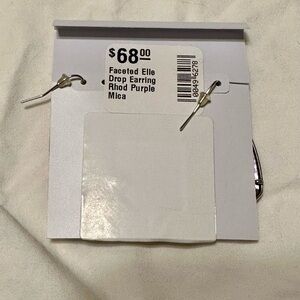 $68.00
Faceted Elle
Drop Earring
Rhod Purple
Mica